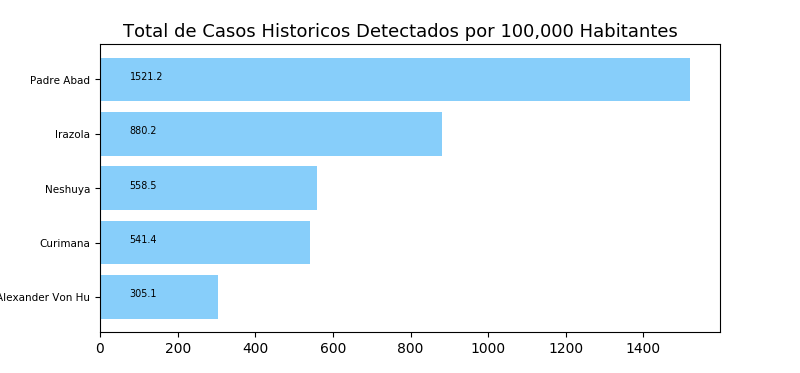 Total de Casos Historicos Detectados por 100,000 Habitantes
Padre Abad 1521.2
Irazola 880.2
Neshuya 558.5
Curimana 541.4
Alexander Von Hu 305.1
0 200 400 600 800 1000 1200 1400